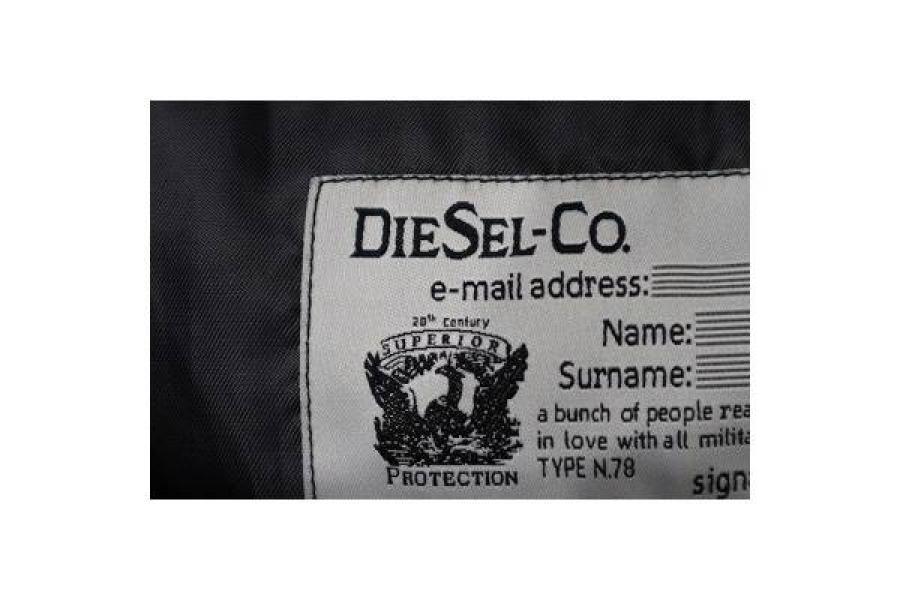 DIESEL-CO.
e-mail address:
20th Century
SUPERIOR
PROTECTION
Name:
Surname:
a bunch of people rea
in love with all milita
TYPE N.78
sign